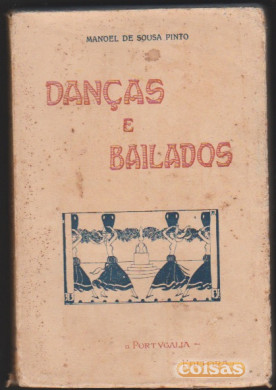 MANOEL DE SOUSA PINTO
DANÇAS
E
BAILADOS
PORTVGALIA
coisas